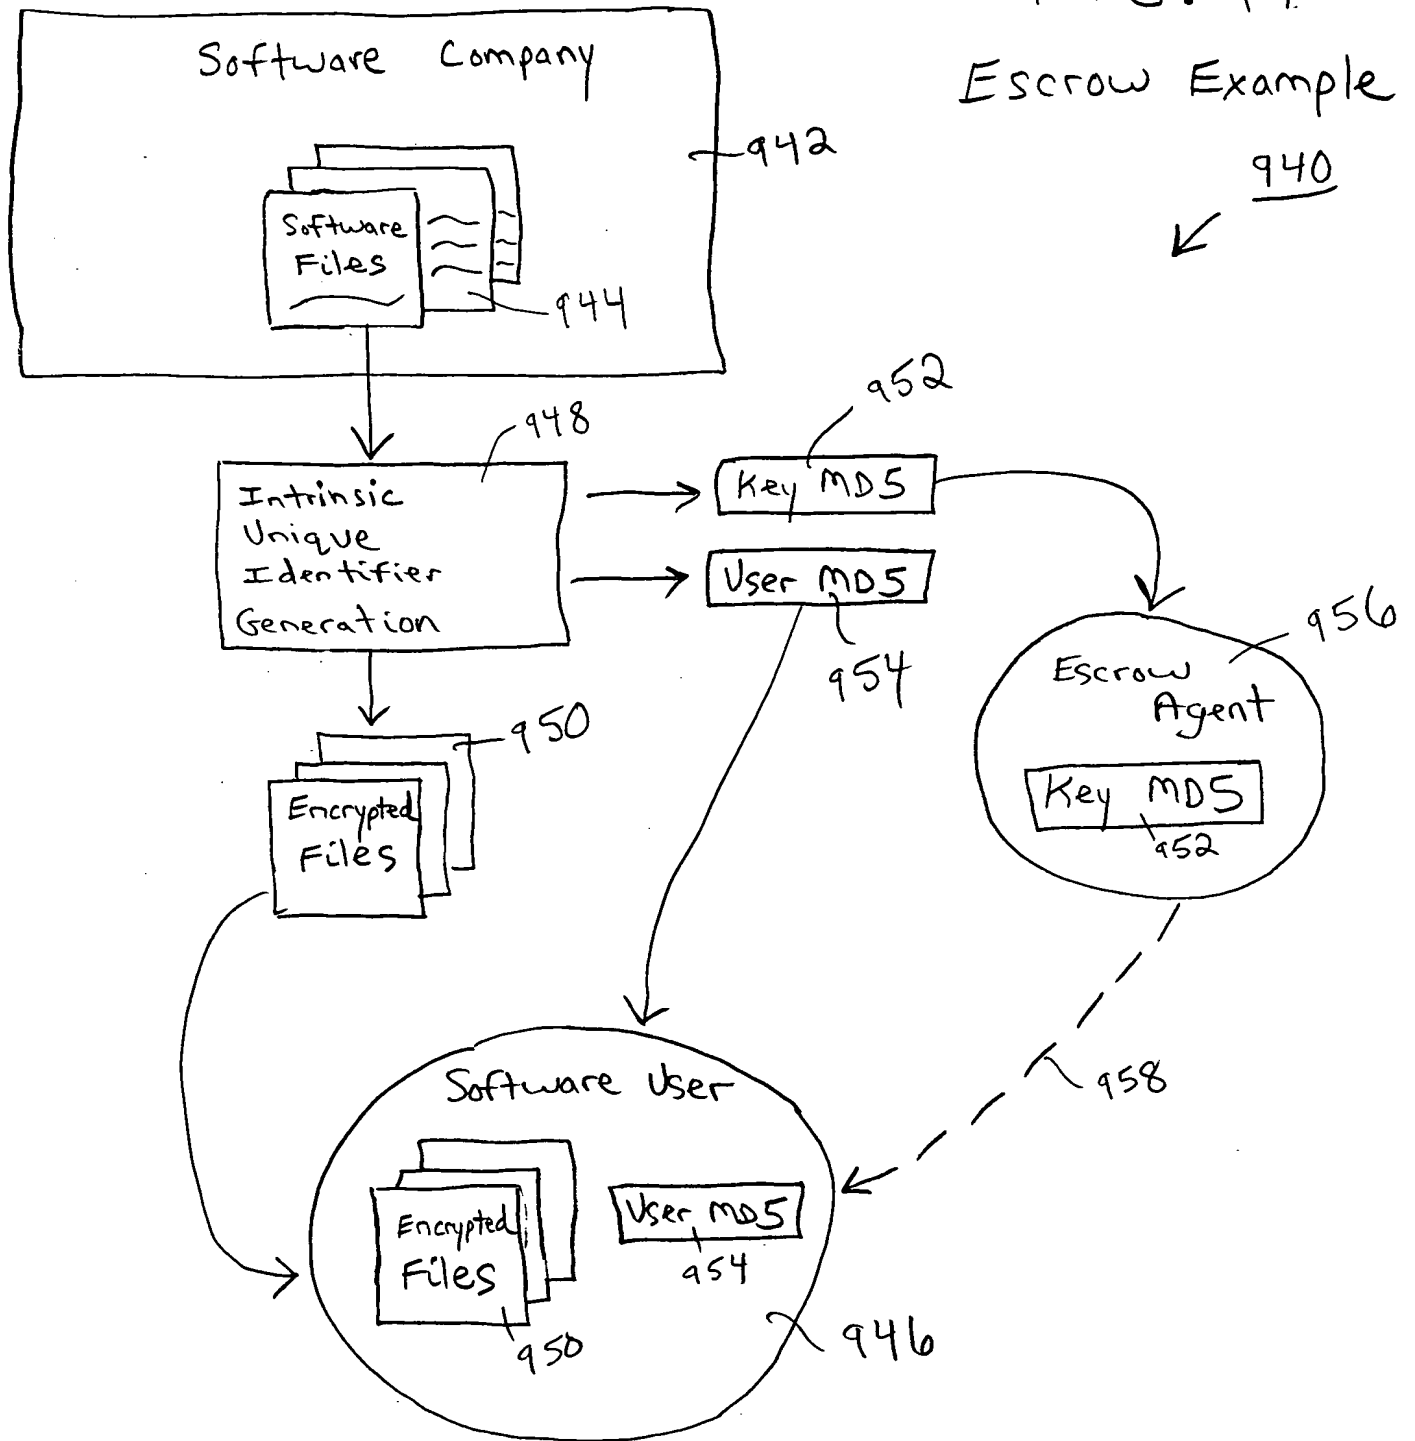 Software Company
Escrow Example
942
940
Software
Files
944
952
948
Key MD5
Intrinsic
Unique
Identifier
Generation
User MD5
954
956
Escrow
Agent
Key MD5
952
950
Encrypted
Files
958
Software User
Encrypted
Files
950
User MD5
954
946